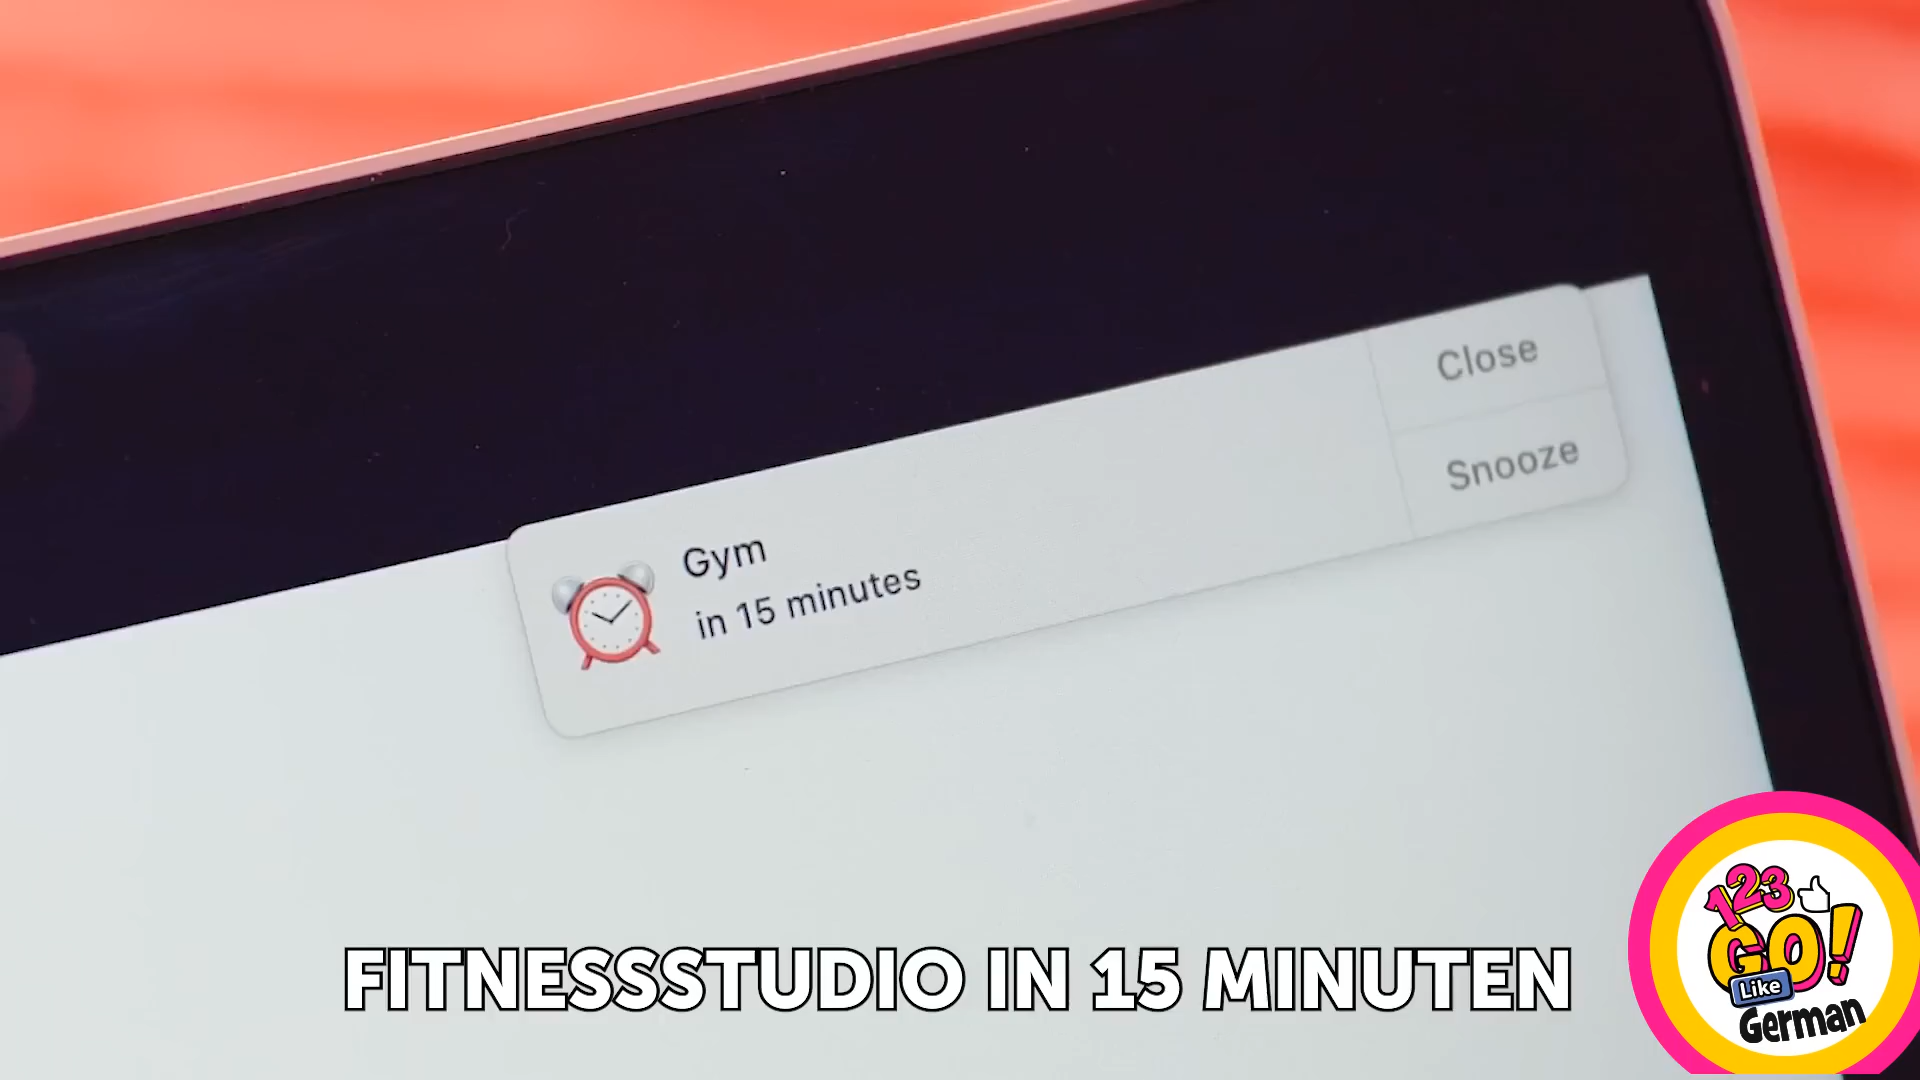 Close
Snooze
Gym
in 15 minutes
FITNESSSTUDIO IN 15 MINUTEN
123
GO!
Like
German